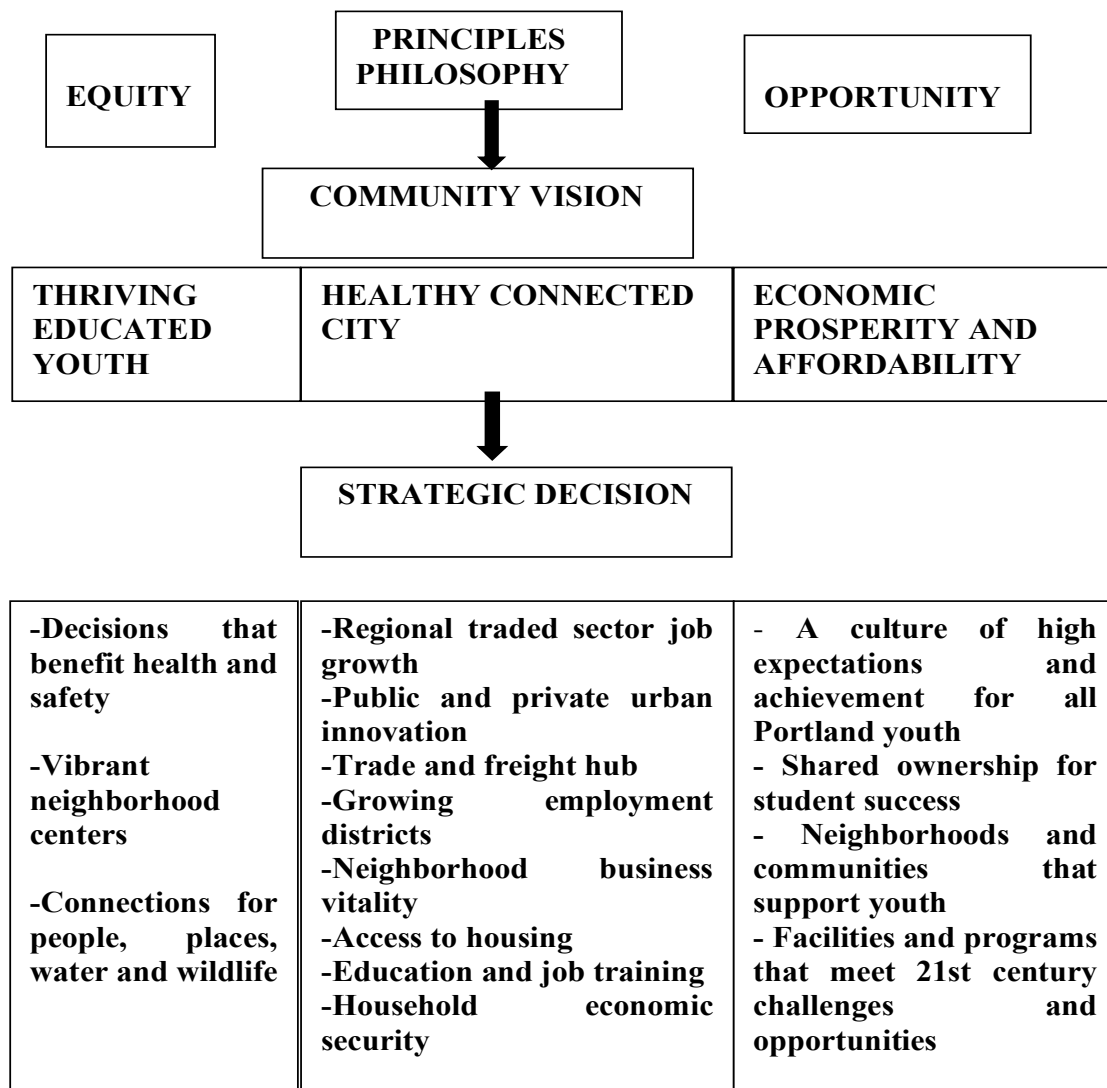 EQUITY
PRINCIPLES
PHILOSOPHY
OPPORTUNITY
COMMUNITY VISION
THRIVING
EDUCATED
YOUTH
HEALTHY CONNECTED
CITY
ECONOMIC
PROSPERITY AND
AFFORDABILITY
STRATEGIC DECISION
-Decisions that
benefit health and
safety
-Vibrant
neighborhood
centers
-Connections for
people, places,
water and wildlife
-Regional traded sector job
growth
-Public and private urban
innovation
-Trade and freight hub
-Growing employment
districts
-Neighborhood business
vitality
-Access to housing
-Education and job training
-Household economic
security
- A culture of high
expectations and
achievement for all
Portland youth
- Shared ownership for
student success
- Neighborhoods and
communities that
support youth
- Facilities and programs
that meet 21st century
challenges and
opportunities